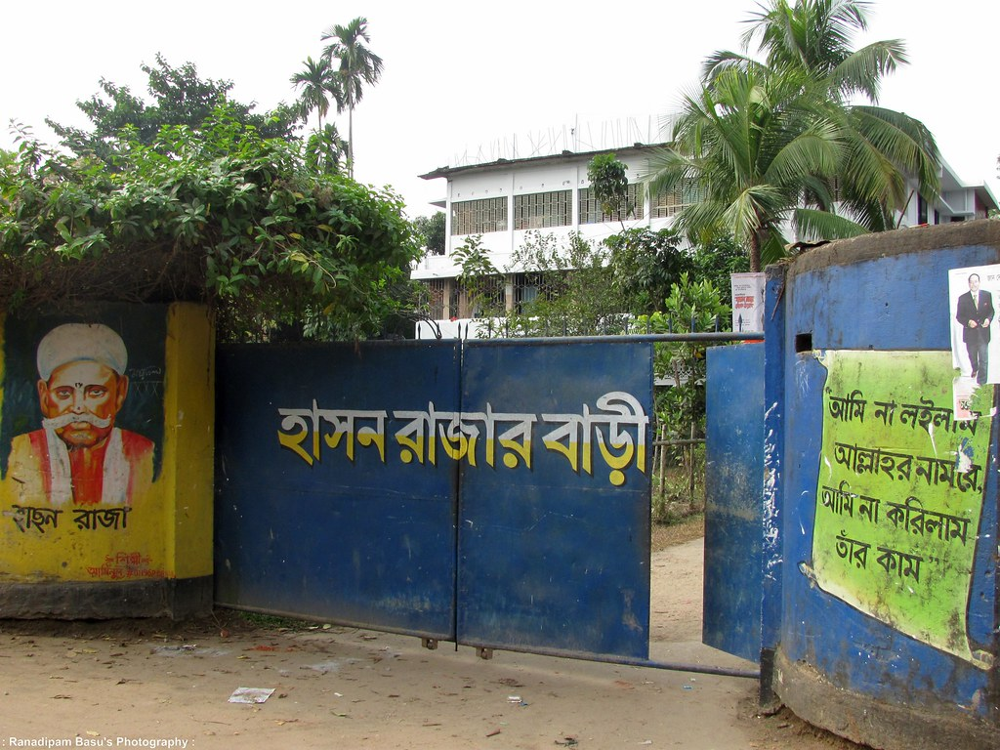 হাসন রাজার বাড়ী
হাছন রাজা
শিল্পী
আমি না লইলাম
আল্লাহর নামরে,
আমি না করিলাম
তাঁর কাম
: Ranadipam Basu's Photography :